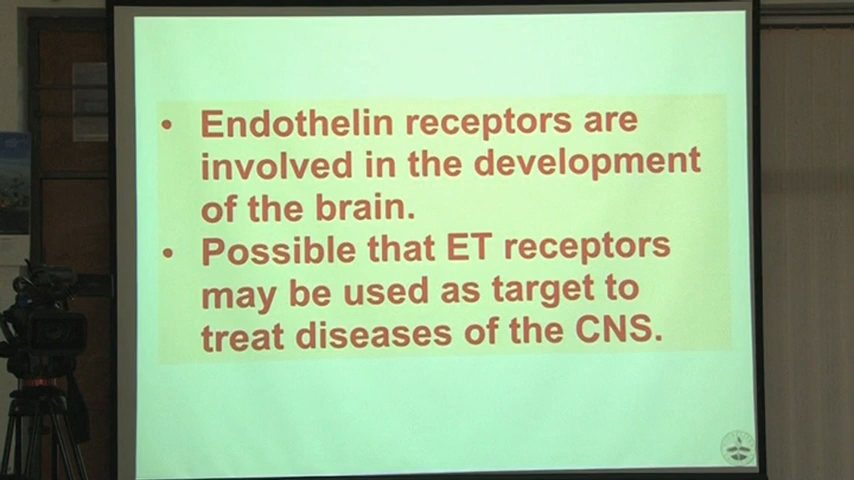 • Endothelin receptors are
involved in the development
of the brain.
• Possible that ET receptors
may be used as target to
treat diseases of the CNS.